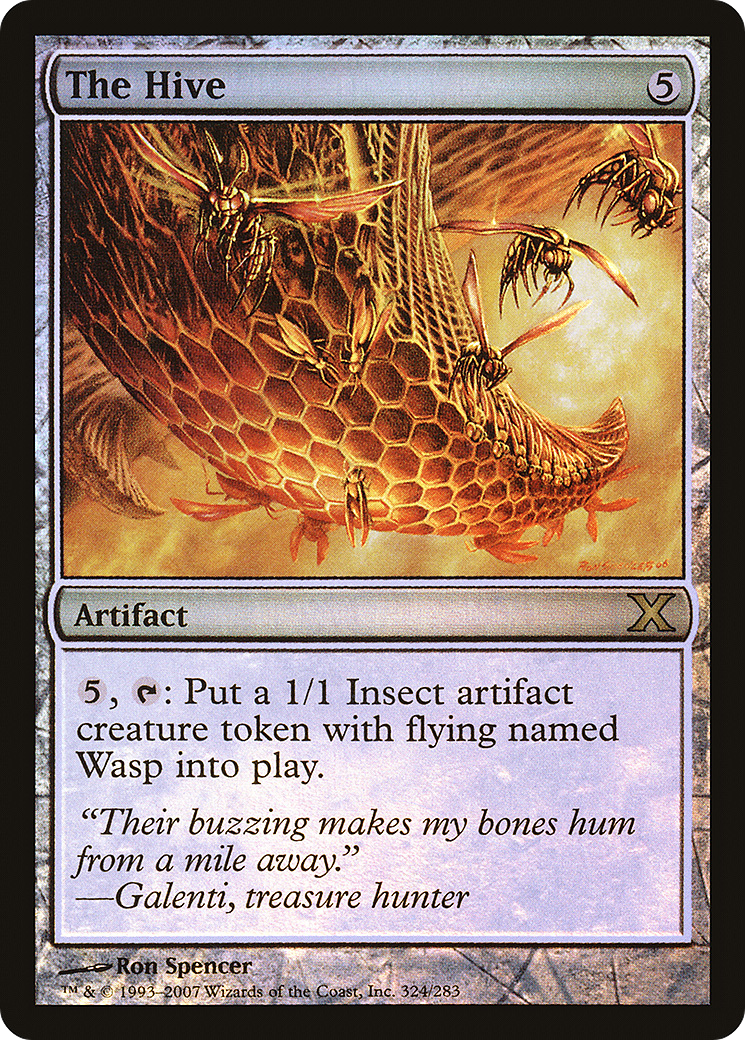 The Hive
5
Artifact
X
5, : Put a 1/1 Insect artifact
creature token with flying named
Wasp into play.
“Their buzzing makes my bones hum
from a mile away.”
—Galenti, treasure hunter
Ron Spencer
™ & © 1993–2007 Wizards of the Coast, Inc. 324/283